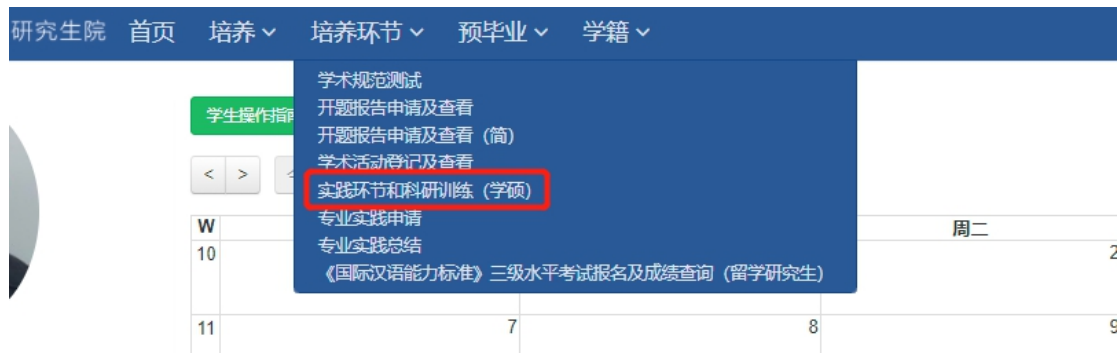 研究生院 首页 培养 培养环节 预毕业 学籍
学术规范测试
学生操作指
开题报告申请及查看
开题报告申请及查看（简）
学术活动登记及查看
< >
实践环节和科研训练（学硕）
专业实践申请
W 周二
专业实践总结
10 2
《国际汉语能力标准》三级水平考试报名及成绩查询（留学研究生）
11 7 8 9